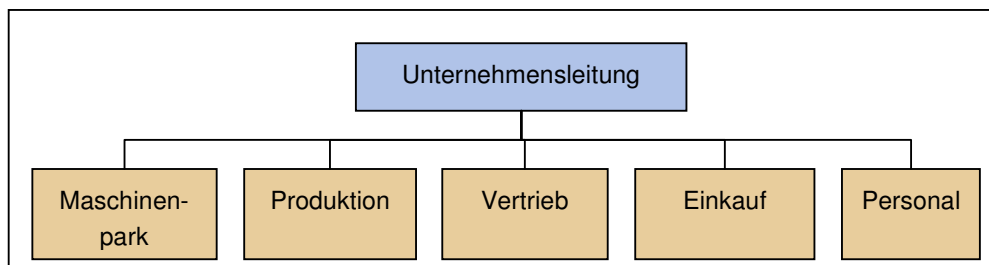 Unternehmensleitung
Maschinen-
park
Produktion
Vertrieb
Einkauf
Personal